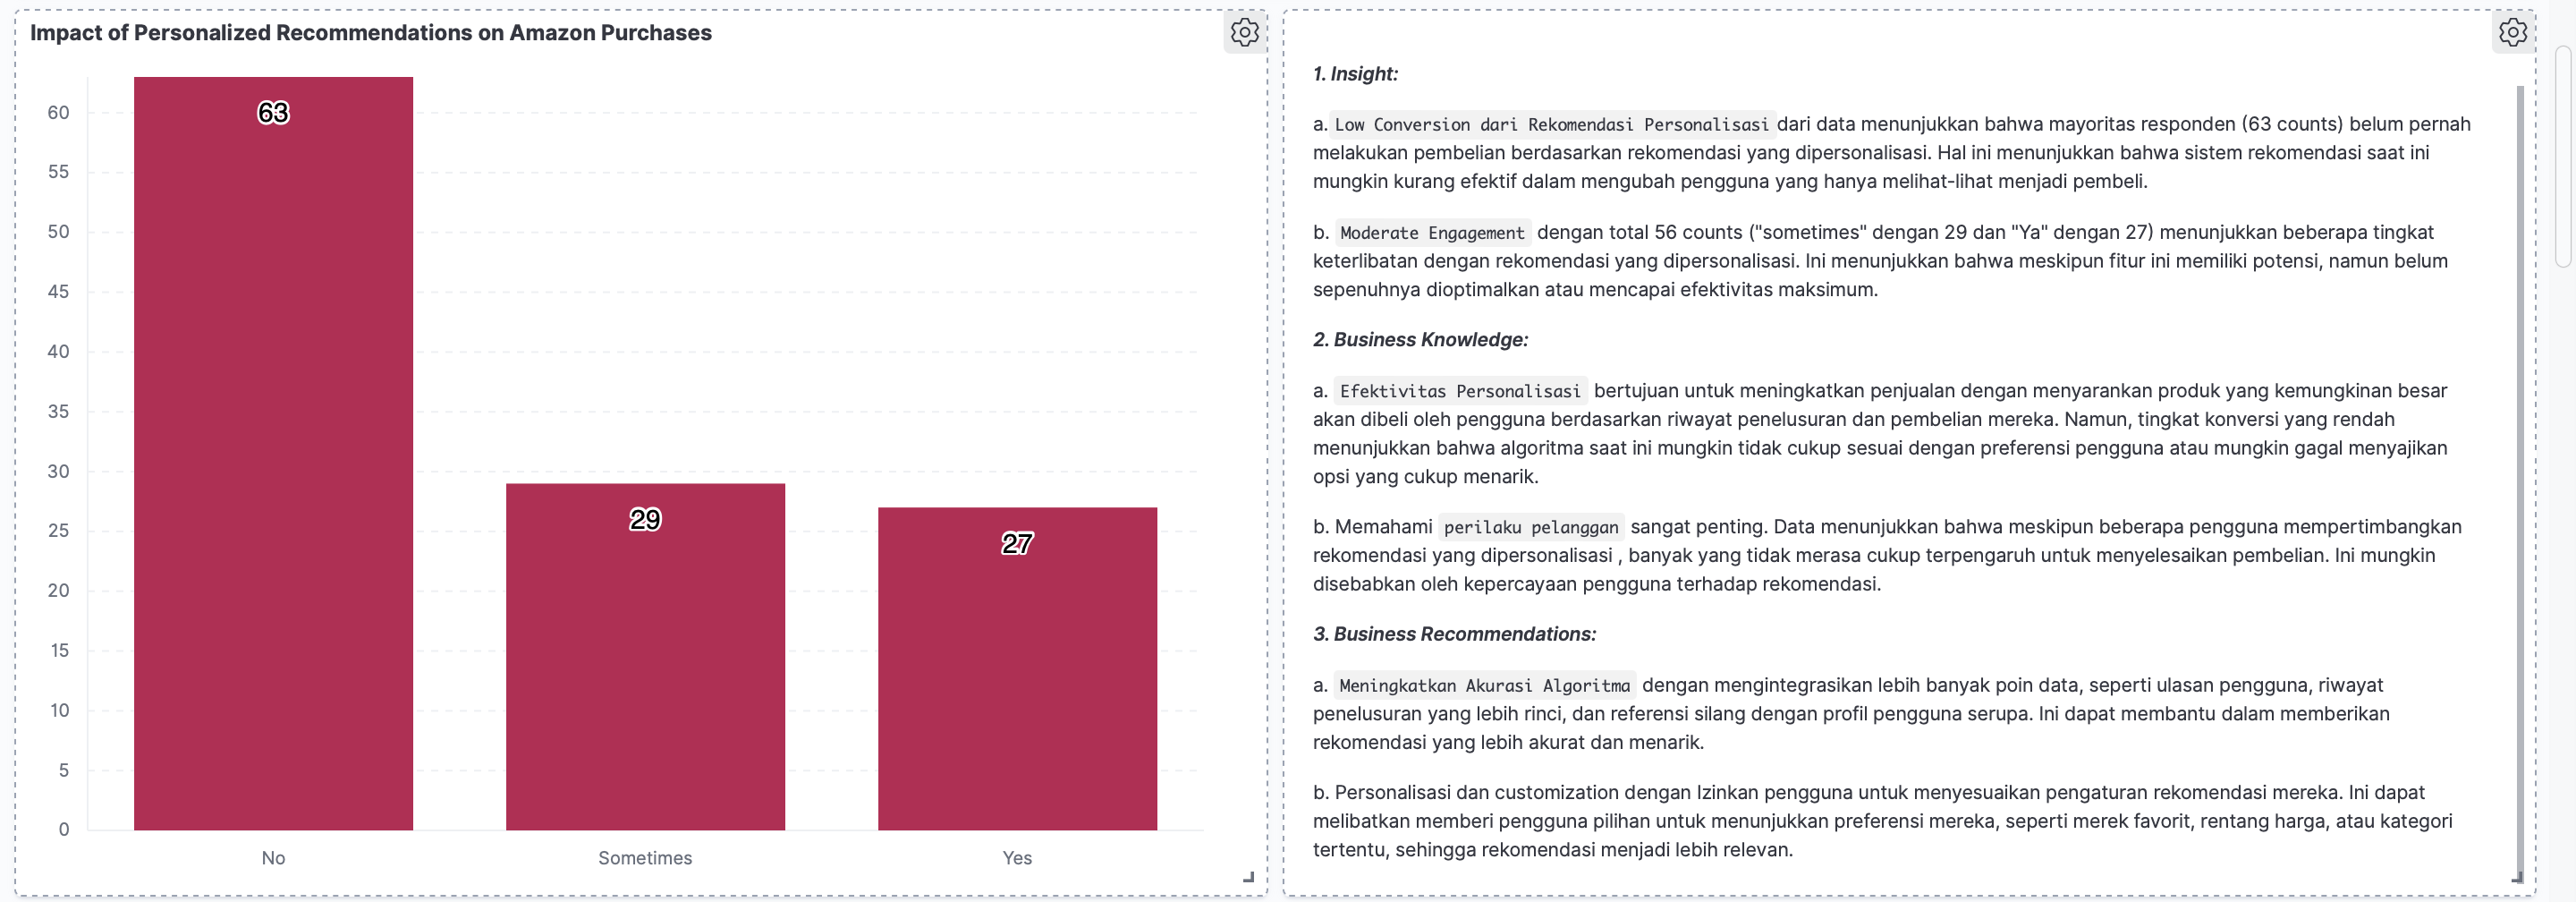 Impact of Personalized Recommendations on Amazon Purchases
60
55
50
45
40
35
30
25
20
15
10
5
0
63
29
27
No
Sometimes
Yes
1. Insight:
a. Low Conversion dari Rekomendasi Personalisasi dari data menunjukkan bahwa mayoritas responden (63 counts) belum pernah
melakukan pembelian berdasarkan rekomendasi yang dipersonalisasi. Hal ini menunjukkan bahwa sistem rekomendasi saat ini
mungkin kurang efektif dalam mengubah pengguna yang hanya melihat-lihat menjadi pembeli.
b. Moderate Engagement dengan total 56 counts ("sometimes" dengan 29 dan "Ya" dengan 27) menunjukkan beberapa tingkat
keterlibatan dengan rekomendasi yang dipersonalisasi. Ini menunjukkan bahwa meskipun fitur ini memiliki potensi, namun belum
sepenuhnya dioptimalkan atau mencapai efektivitas maksimum.
2. Business Knowledge:
a. Efektivitas Personalisasi bertujuan untuk meningkatkan penjualan dengan menyarankan produk yang kemungkinan besar
akan dibeli oleh pengguna berdasarkan riwayat penelusuran dan pembelian mereka. Namun, tingkat konversi yang rendah
menunjukkan bahwa algoritma saat ini mungkin tidak cukup sesuai dengan preferensi pengguna atau mungkin gagal menyajikan
opsi yang cukup menarik.
b. Memahami perilaku pelanggan sangat penting. Data menunjukkan bahwa meskipun beberapa pengguna mempertimbangkan
rekomendasi yang dipersonalisasi , banyak yang tidak merasa cukup terpengaruh untuk menyelesaikan pembelian. Ini mungkin
disebabkan oleh kepercayaan pengguna terhadap rekomendasi.
3. Business Recommendations:
a. Meningkatkan Akurasi Algoritma dengan mengintegrasikan lebih banyak poin data, seperti ulasan pengguna, riwayat
penelusuran yang lebih rinci, dan referensi silang dengan profil pengguna serupa. Ini dapat membantu dalam memberikan
rekomendasi yang lebih akurat dan menarik.
b. Personalisasi dan customization dengan Izinkan pengguna untuk menyesuaikan pengaturan rekomendasi mereka. Ini dapat
melibatkan memberi pengguna pilihan untuk menunjukkan preferensi mereka, seperti merek favorit, rentang harga, atau kategori
tertentu, sehingga rekomendasi menjadi lebih relevan.